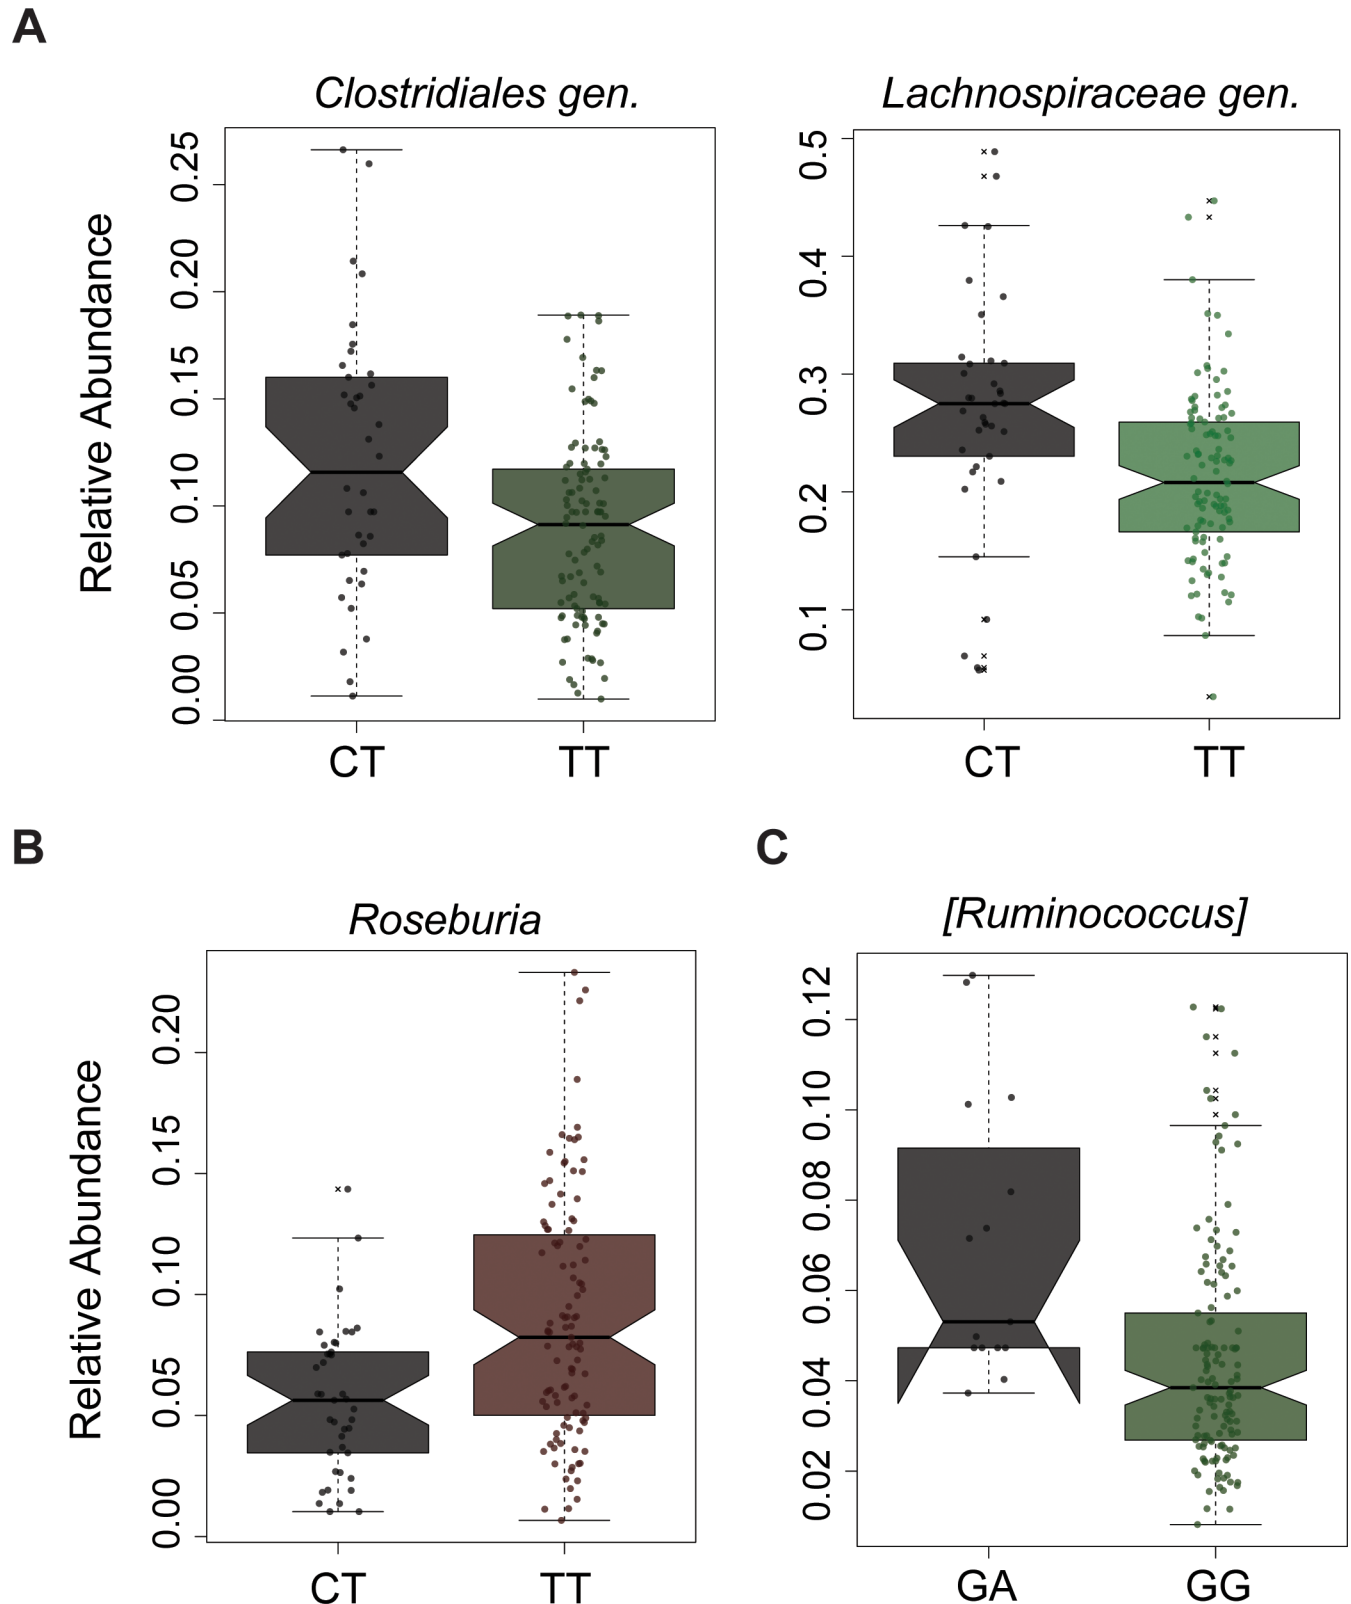 A
Clostridiales gen.
Lachnospiraceae gen.
Relative Abundance
0.25
0.20
0.15
0.10
0.05
0.00
CT
TT
0.5
0.4
0.3
0.2
0.1
CT
TT
B
C
Roseburia
[Ruminococcus]
Relative Abundance
0.20
0.15
0.10
0.05
0.00
CT
TT
0.12
0.10
0.08
0.06
0.04
0.02
GA
GG